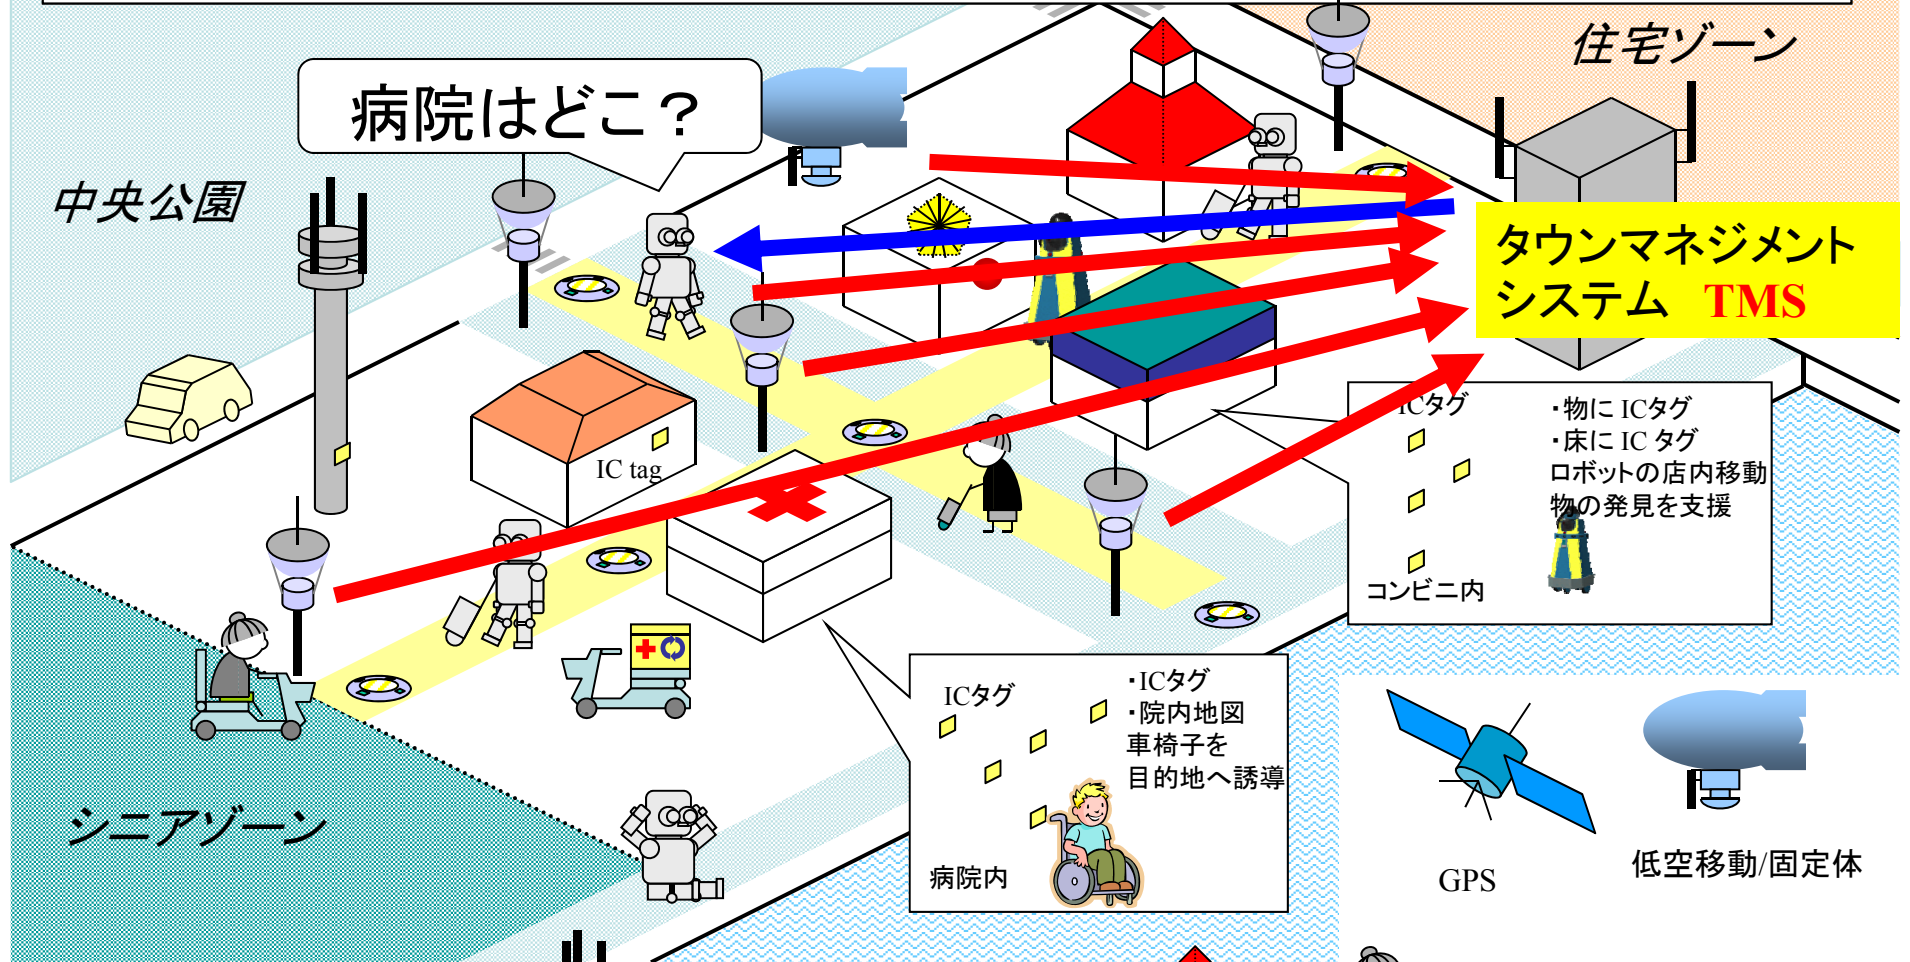 住宅ゾーン
病院はどこ？
中央公園
タウンマネジメント
システム TMS
ICタグ
・物に ICタグ
・床に IC タグ
ロボットの店内移動
物の発見を支援
コンビニ内
IC tag
ICタグ
・ICタグ
・院内地図
車椅子を
目的地へ誘導
病院内
シニアゾーン
GPS
低空移動/固定体